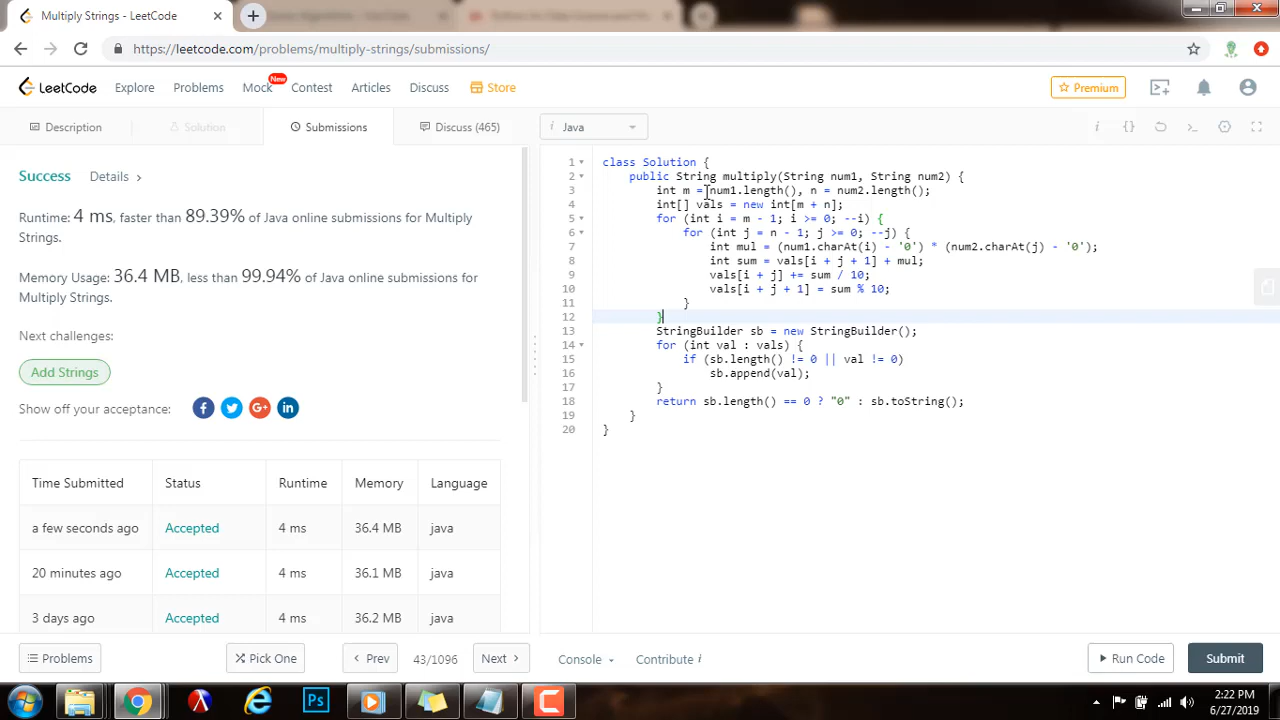 LeetCode
Multiply Strings - LeetCode
https://leetcode.com/problems/multiply-strings/submissions/
LeetCode
Explore
Problems
Mock
New
Contest
Articles
Discuss
Store
Premium
Description
Solution
Submissions
Discuss (465)
i Java
Success Details
Runtime: 4 ms, faster than 89.39% of Java online submissions for Multiply
Strings.
Memory Usage: 36.4 MB, less than 99.94% of Java online submissions for
Multiply Strings.
Next challenges:
Add Strings
Show off your acceptance:
Time Submitted Status Runtime Memory Language
a few seconds ago Accepted 4 ms 36.4 MB java
20 minutes ago Accepted 4 ms 36.1 MB java
3 days ago Accepted 4 ms 36.2 MB java
1 class Solution {
2 public String multiply(String num1, String num2) {
3 int m = num1.length(), n = num2.length();
4 int[] vals = new int[m + n];
5 for (int i = m - 1; i >= 0; --i) {
6 for (int j = n - 1; j >= 0; --j) {
7 int mul = (num1.charAt(i) - '0') * (num2.charAt(j) - '0');
8 int sum = vals[i + j + 1] + mul;
9 vals[i + j] += sum / 10;
10 vals[i + j + 1] = sum % 10;
11 }
12 }
13 StringBuilder sb = new StringBuilder();
14 for (int val : vals) {
15 if (sb.length() != 0 || val != 0)
16 sb.append(val);
17 }
18 return sb.length() == 0 ? "0" : sb.toString();
19 }
20 }
Problems
Pick One
Prev
43/1096
Next
Console
Contribute i
Run Code
Submit
Ps
2:22 PM
6/27/2019